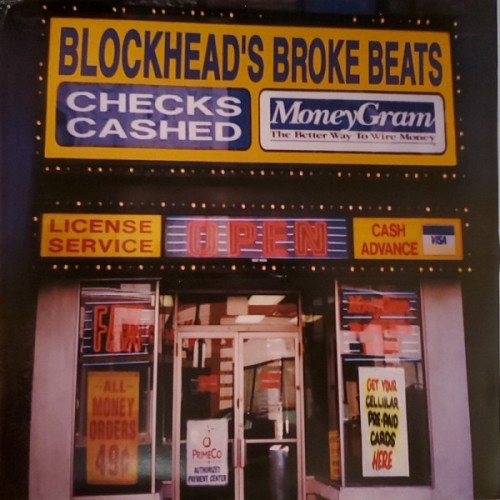 BLOCKHEAD'S BROKE BEATS
CHECKS
CASHED
MoneyGram
The Better Way To Wire Money
LICENSE
SERVICE
OPEN
CASH
ADVANCE
VISA
FAX
ALL
MONEY
ORDERS
49¢
PRIMECO
AUTHORIZED
PAYMENT CENTER
GET YOUR
CELLULAR
PRE-PAID
CARDS
HERE